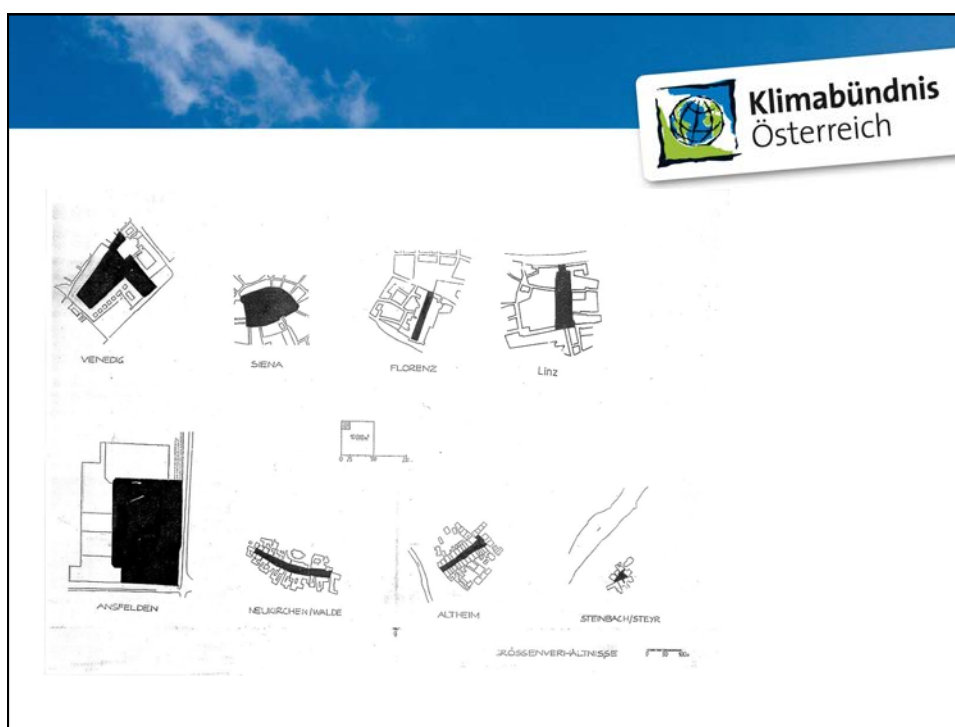 Klimabündnis
Österreich
VENEDIG
SIENA
FLORENZ
Linz
ANSFELDEN
NEUKIRCHEN/WALDE
ALTHEIM
STEINBACH/STEYR
GRÖSSENVERHÄLTNISSE